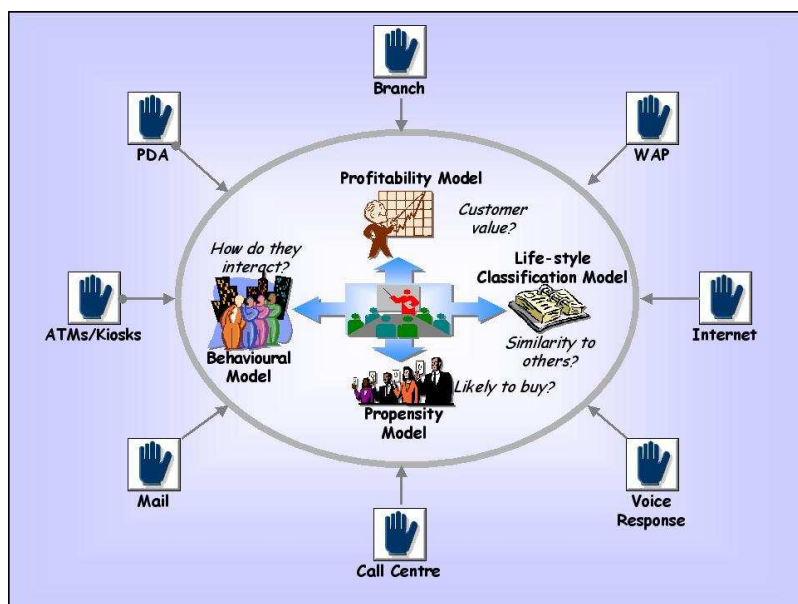 Branch
PDA
WAP
Profitability Model
Customer
value?
How do they
interact?
Life-style
Classification Model
ATMs/Kiosks
Internet
Behavioural
Model
Similarity to
others?
Likely to buy?
Propensity
Model
Mail
Voice
Response
Call Centre